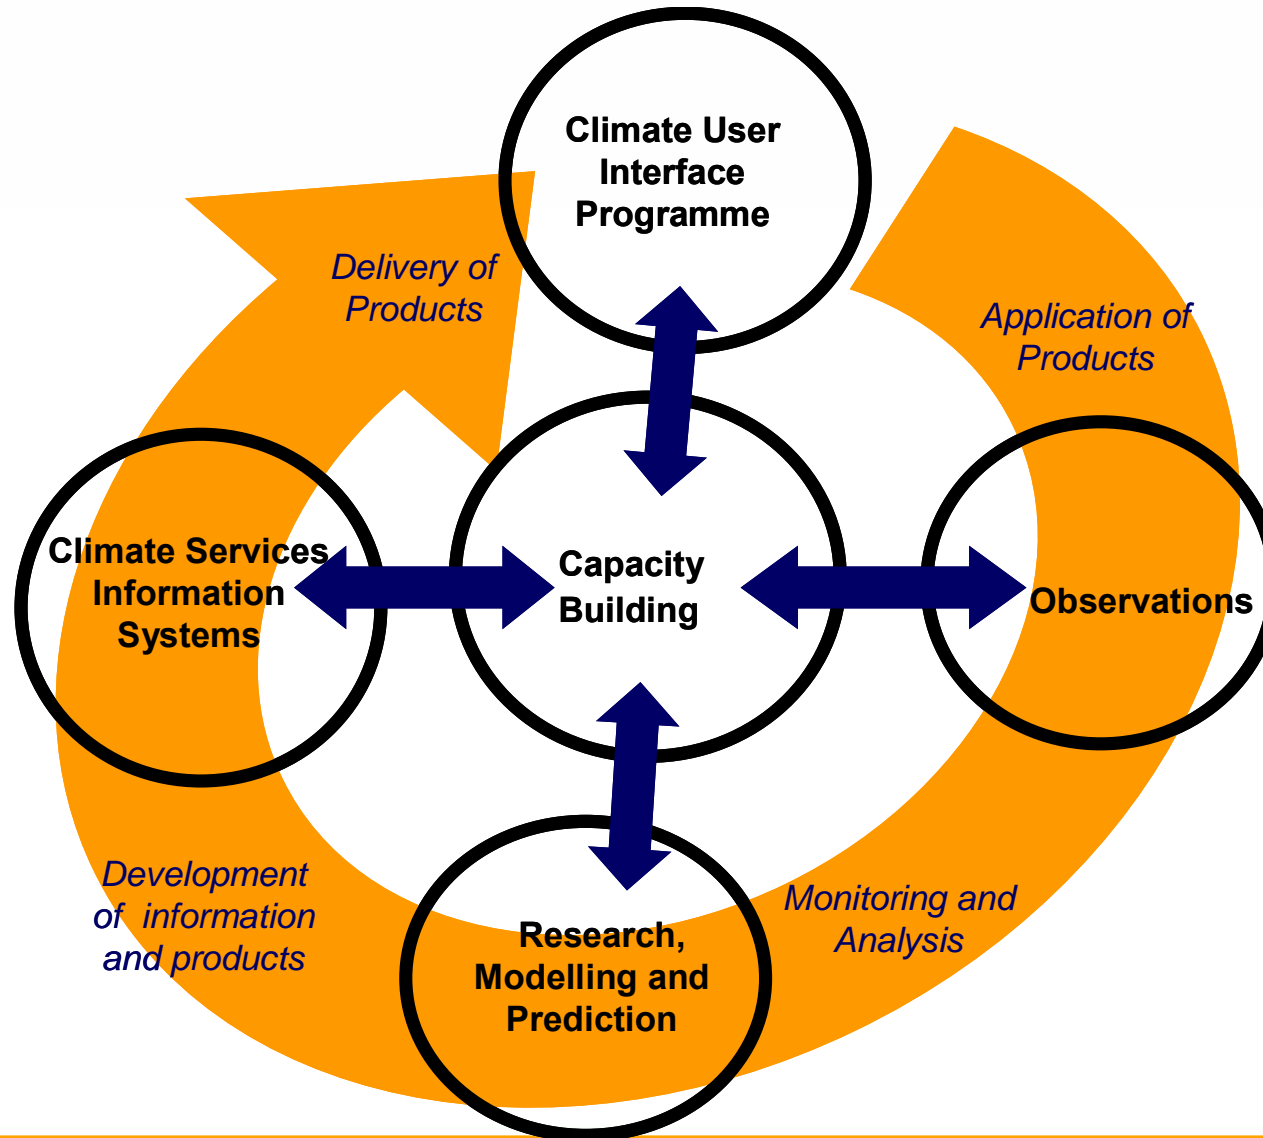 Climate User
Interface
Programme
Delivery of
Products
Application of
Products
Climate Services
Information
Systems
Capacity
Building
Observations
Development
of  information
and products
Research,
Modelling and
Prediction
Monitoring and
Analysis